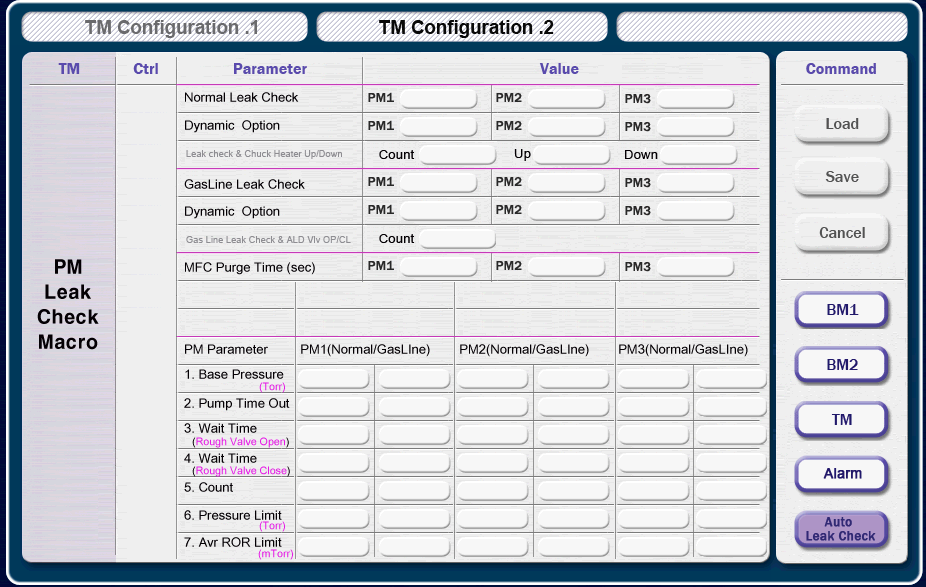 TM Configuration .1 TM Configuration .2
TM Ctrl Parameter Value Command
Normal Leak Check PM1 PM2 PM3
Dynamic Option PM1 PM2 PM3
Leak check & Chuck Heater Up/Down Count Up Down
GasLine Leak Check PM1 PM2 PM3
Dynamic Option PM1 PM2 PM3
Gas Line Leak Check & ALD Vlv OP/CL Count
MFC Purge Time (sec) PM1 PM2 PM3
PM
Leak
Check
Macro
PM Parameter PM1(Normal/GasLIne) PM2(Normal/GasLIne) PM3(Normal/GasLIne)
1. Base Pressure
(Torr)
2. Pump Time Out
3. Wait Time
(Rough Valve Open)
4. Wait Time
(Rough Valve Close)
5. Count
6. Pressure Limit
(Torr)
7. Avr ROR Limit
(mTorr)
Load
Save
Cancel
BM1
BM2
TM
Alarm
Auto
Leak Check